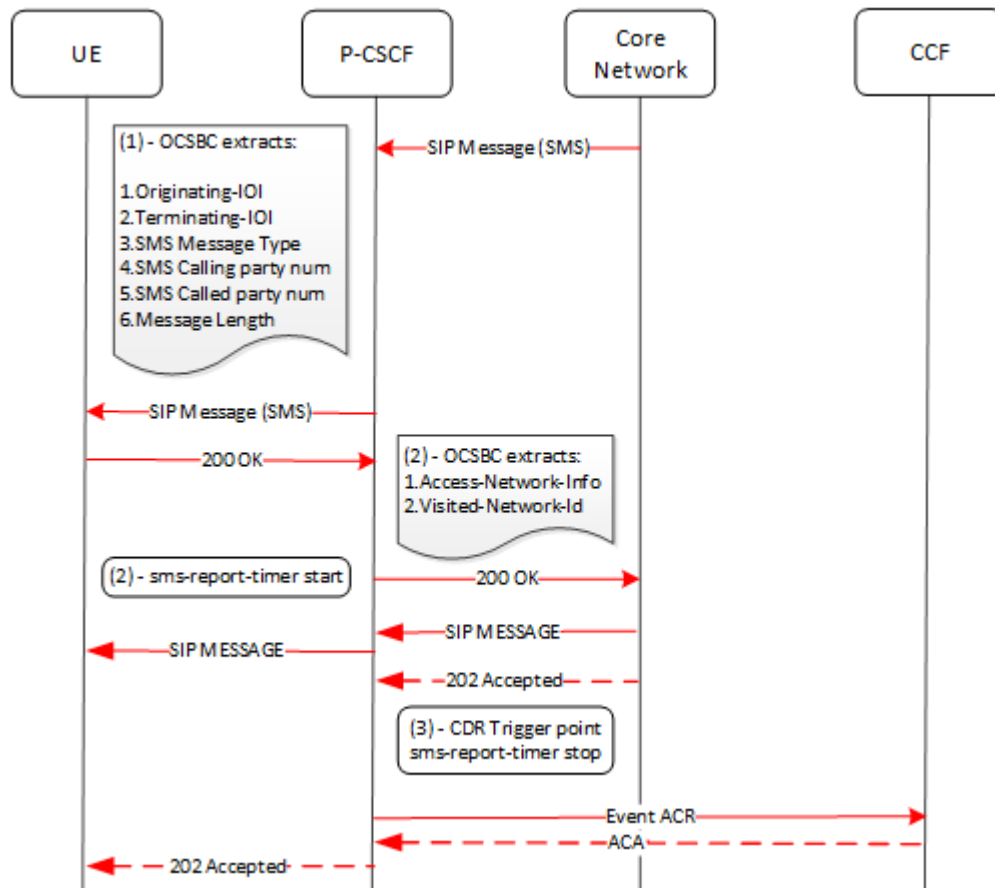 UE
P-CSCF
Core
Network
CCF
(1) - OCSBC extracts:
1.Originating-IOI
2.Terminating-IOI
3.SMS Message Type
4.SMS Calling party num
5.SMS Called party num
6.Message Length
SIP Message (SMS)
SIP Message (SMS)
200 OK
(2) - OCSBC extracts:
1.Access-Network-Info
2.Visited-Network-Id
(2) - sms-report-timer start
200 OK
SIP MESSAGE
SIP MESSAGE
202 Accepted
(3) - CDR Trigger point
sms-report-timer stop
Event ACR
ACA
202 Accepted